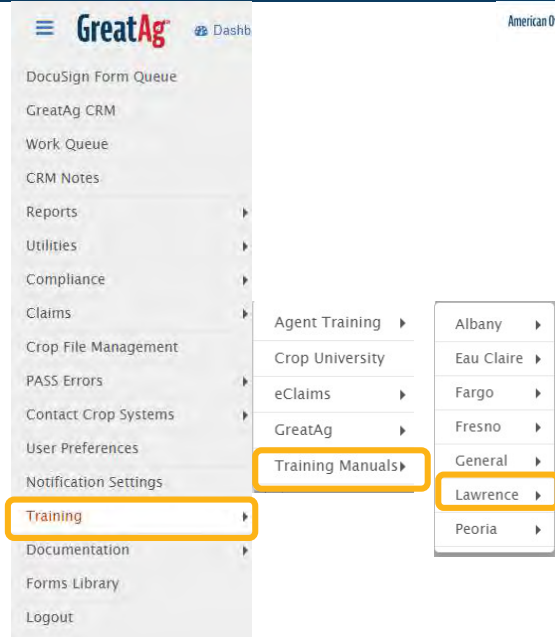 GreatAg Dashb
American O
DocuSign Form Queue
GreatAg CRM
Work Queue
CRM Notes
Reports
Utilities
Compliance
Claims
Crop File Management
PASS Errors
Contact Crop Systems
User Preferences
Notification Settings
Training
Documentation
Forms Library
Logout
Agent Training
Crop University
eClaims
GreatAg
Training Manuals
Albany
Eau Claire
Fargo
Fresno
General
Lawrence
Peoria